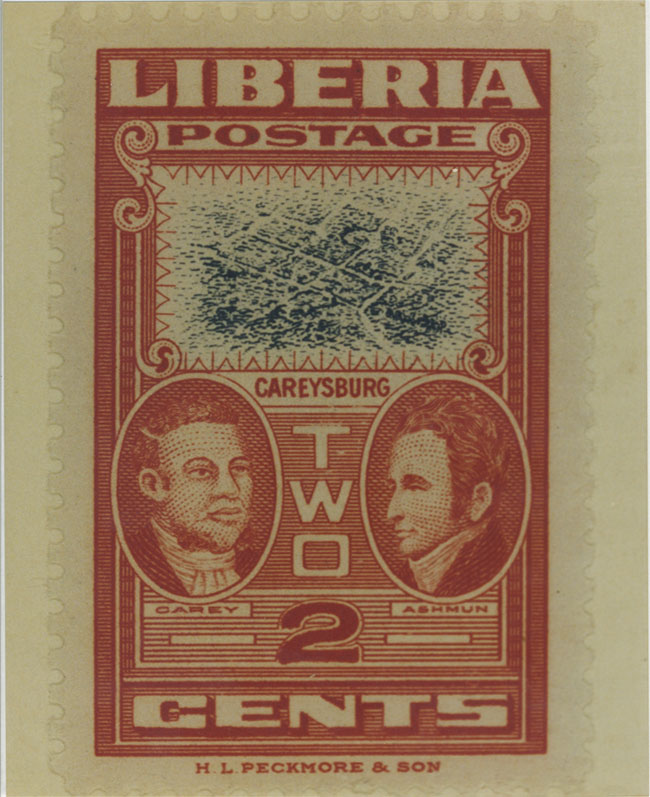 LIBERIA
POSTAGE
CAREYSBURG
TWO
CAREY
ASHMUN
2
CENTS
H. L. PECKMORE & SON